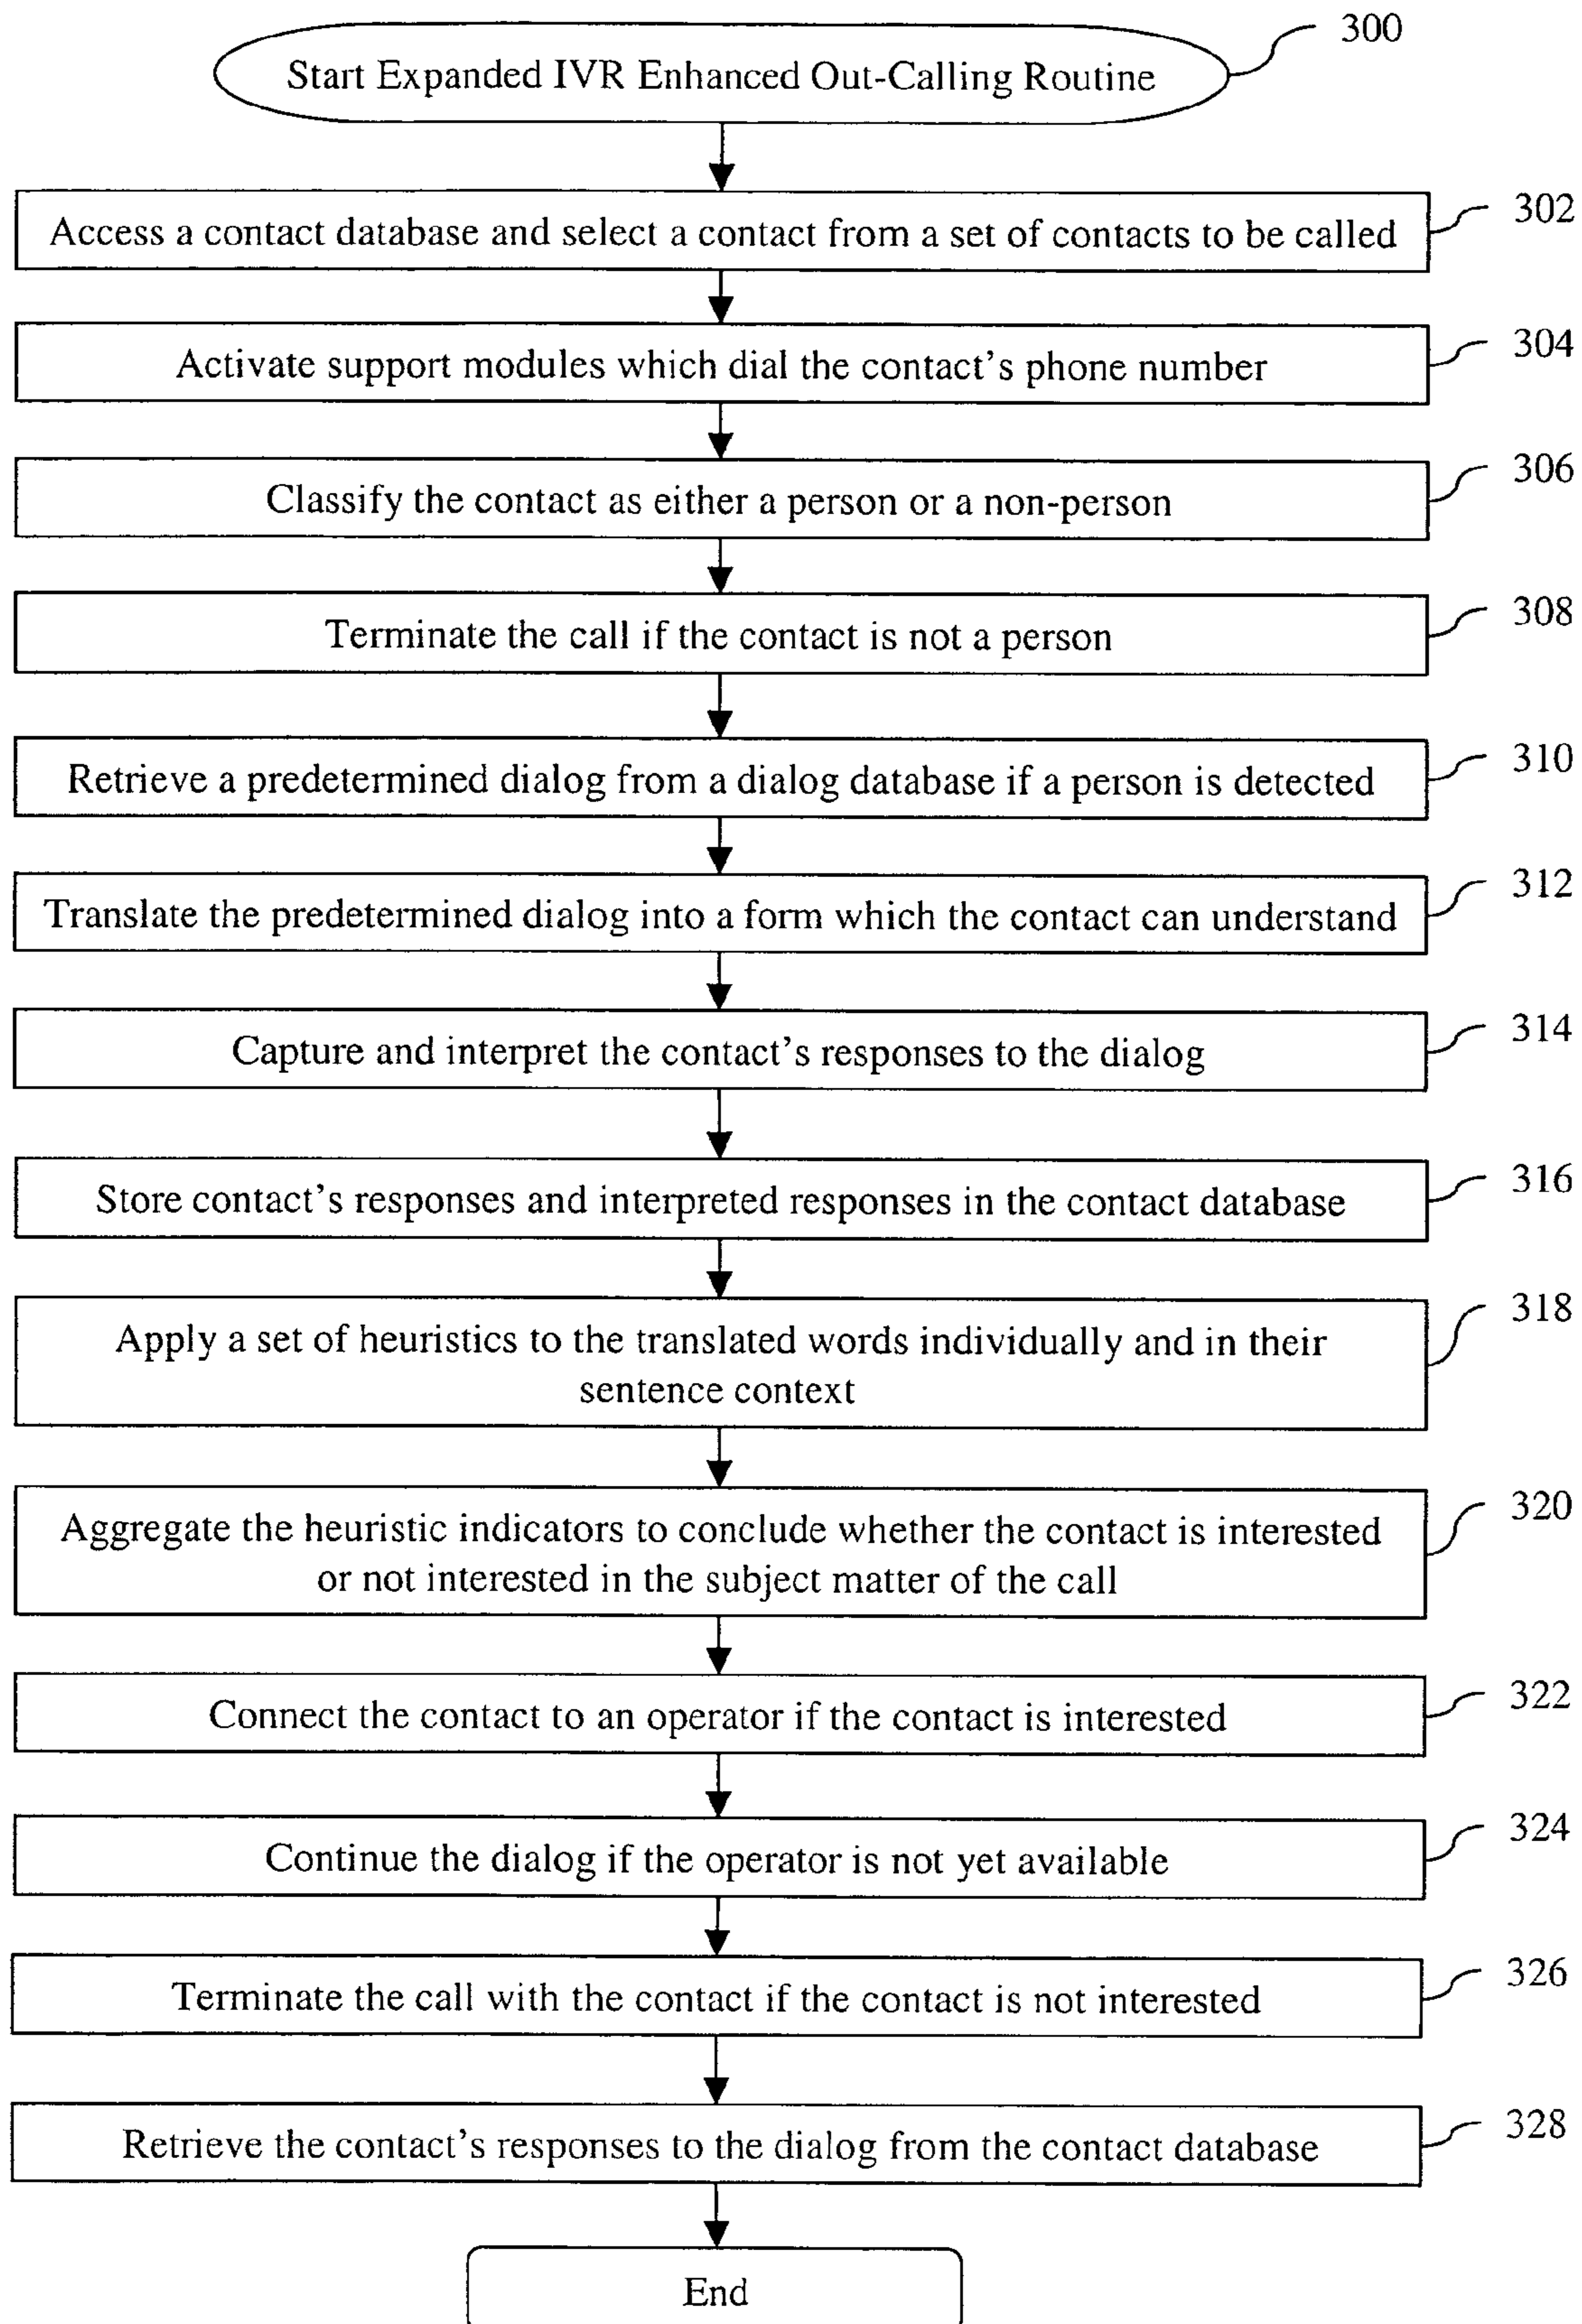 300
Start Expanded IVR Enhanced Out-Calling Routine
302
Access a contact database and select a contact from a set of contacts to be called
304
Activate support modules which dial the contact's phone number
306
Classify the contact as either a person or a non-person
308
Terminate the call if the contact is not a person
310
Retrieve a predetermined dialog from a dialog database if a person is detected
312
Translate the predetermined dialog into a form which the contact can understand
314
Capture and interpret the contact's responses to the dialog
316
Store contact's responses and interpreted responses in the contact database
318
Apply a set of heuristics to the translated words individually and in their
sentence context
320
Aggregate the heuristic indicators to conclude whether the contact is interested
or not interested in the subject matter of the call
322
Connect the contact to an operator if the contact is interested
324
Continue the dialog if the operator is not yet available
326
Terminate the call with the contact if the contact is not interested
328
Retrieve the contact's responses to the dialog from the contact database
End